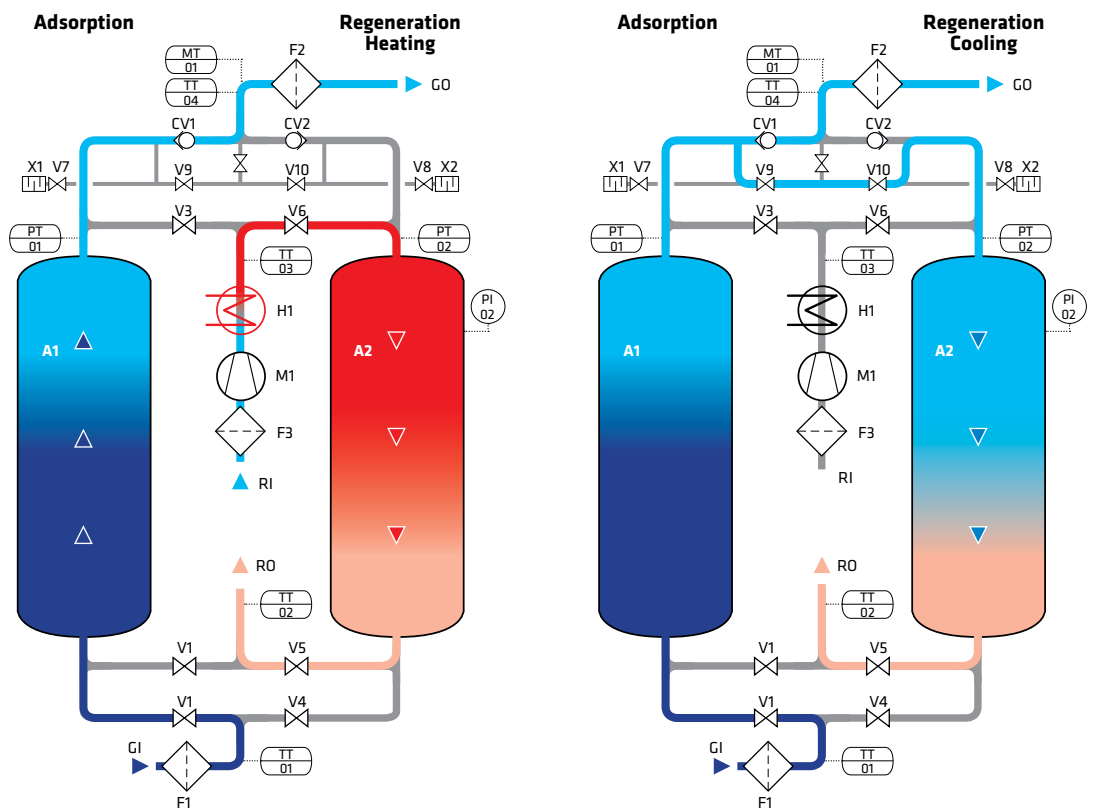 Adsorption
Regeneration
Heating
MT
01
F2
TT
04
GO
CV1
CV2
X1 V7
V9
V10
V8 X2
V3
V6
PT
01
PT
02
TT
03
H1
PI
02
A1
A2
M1
F3
RI
RO
TT
02
V1
V5
V1
V4
GI
TT
01
F1
Adsorption
Regeneration
Cooling
MT
01
F2
TT
04
GO
CV1
CV2
X1 V7
V9
V10
V8 X2
V3
V6
PT
01
PT
02
TT
03
H1
PI
02
A1
A2
M1
F3
RI
RO
TT
02
V1
V5
V1
V4
GI
TT
01
F1